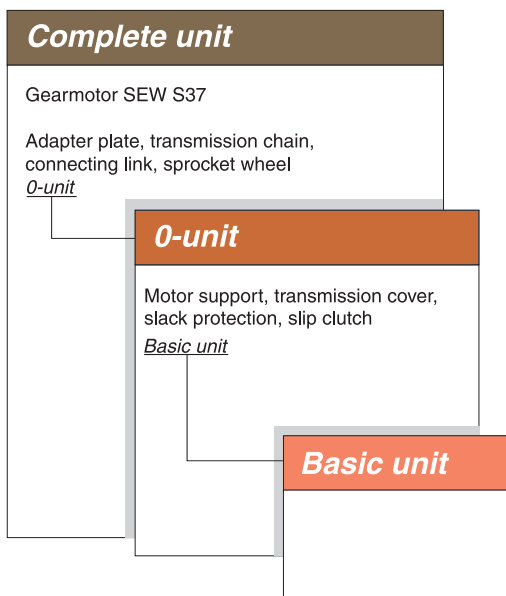 Complete unit
Gearmotor SEW S37
Adapter plate, transmission chain,
connecting link, sprocket wheel
0-unit
0-unit
Motor support, transmission cover,
slack protection, slip clutch
Basic unit
Basic unit